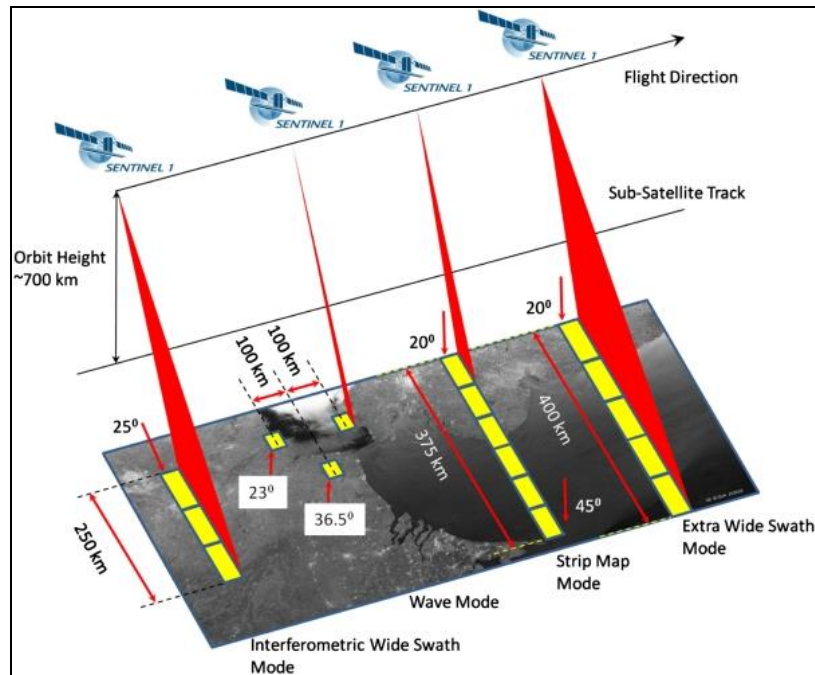 SENTINEL 1
SENTINEL 1
SENTINEL 1
SENTINEL 1
Flight Direction
Sub-Satellite Track
Orbit Height
~700 km
100 km
100 km
20⁰
20⁰
25⁰
23⁰
36.5⁰
375 km
400 km
45⁰
250 km
Extra Wide Swath
Mode
Strip Map
Mode
Wave Mode
Interferometric Wide Swath
Mode